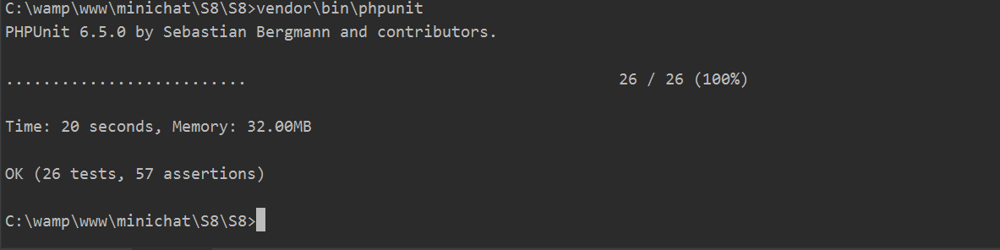 C:\wamp\www\minichat\S8\S8>vendor\bin\phpunit
PHPUnit 6.5.0 by Sebastian Bergmann and contributors.
..........................                                        26 / 26 (100%)
Time: 20 seconds, Memory: 32.00MB
OK (26 tests, 57 assertions)
C:\wamp\www\minichat\S8\S8>